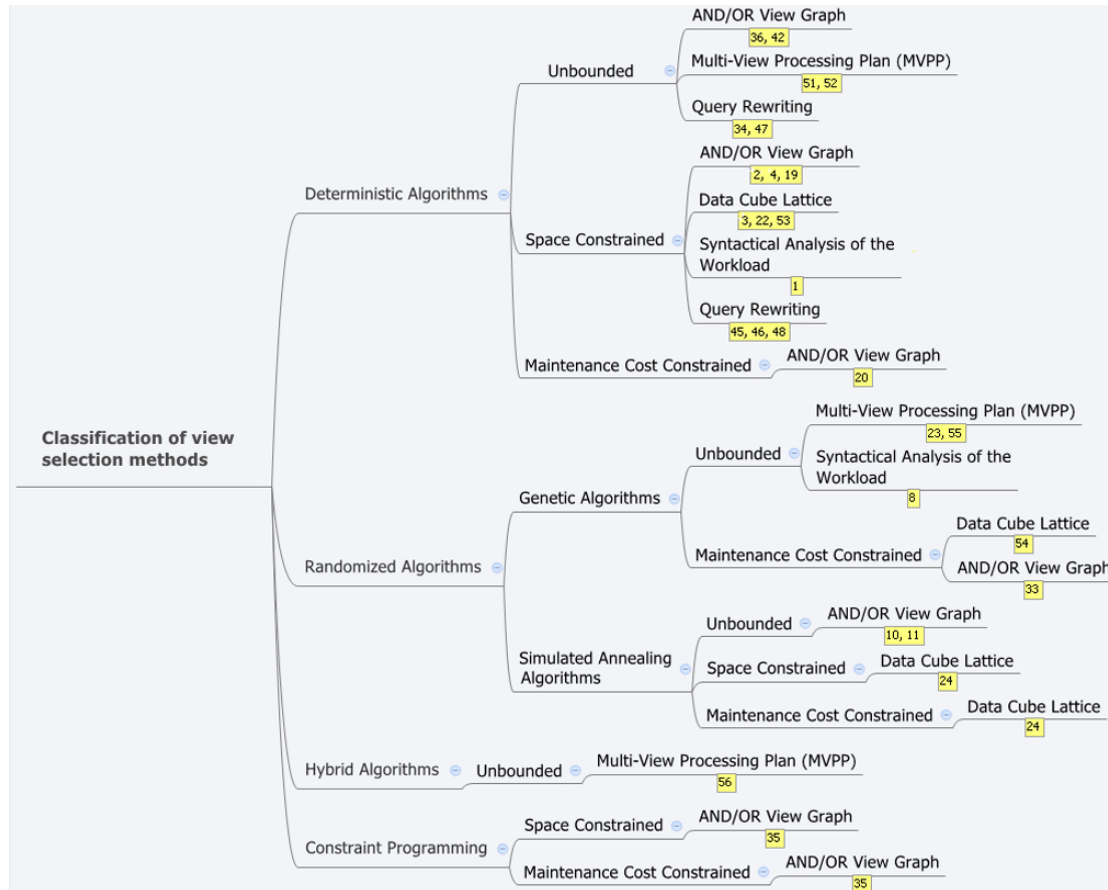 Classification of view
selection methods
Deterministic Algorithms
Unbounded
AND/OR View Graph
36, 42
Multi-View Processing Plan (MVPP)
51, 52
Query Rewriting
34, 47
Space Constrained
AND/OR View Graph
2, 4, 19
Data Cube Lattice
3, 22, 53
Syntactical Analysis of the
Workload
1
Query Rewriting
45, 46, 48
Maintenance Cost Constrained
AND/OR View Graph
20
Randomized Algorithms
Genetic Algorithms
Unbounded
Multi-View Processing Plan (MVPP)
23, 55
Syntactical Analysis of the
Workload
8
Maintenance Cost Constrained
Data Cube Lattice
54
AND/OR View Graph
33
Simulated Annealing
Algorithms
Unbounded
AND/OR View Graph
10, 11
Space Constrained
Data Cube Lattice
24
Maintenance Cost Constrained
Data Cube Lattice
24
Hybrid Algorithms
Unbounded
Multi-View Processing Plan (MVPP)
56
Constraint Programming
Space Constrained
AND/OR View Graph
35
Maintenance Cost Constrained
AND/OR View Graph
35